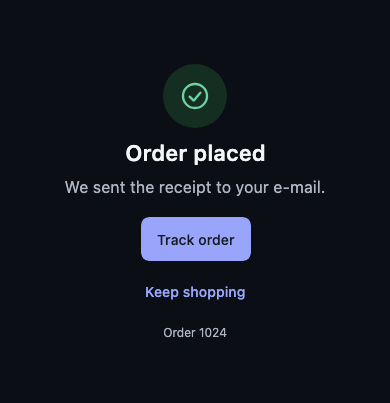 Order placed
We sent the receipt to your e-mail.
Track order
Keep shopping
Order 1024